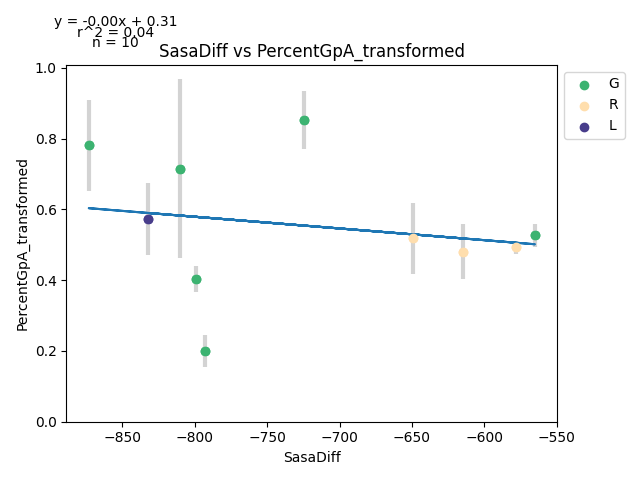 y = -0.00x + 0.31
r^2 = 0.04
n = 10
SasaDiff vs PercentGpA_transformed
G
R
L
PercentGpA_transformed
1.0
0.8
0.6
0.4
0.2
0.0
−850
−800
−750
−700
−650
−600
−550
SasaDiff